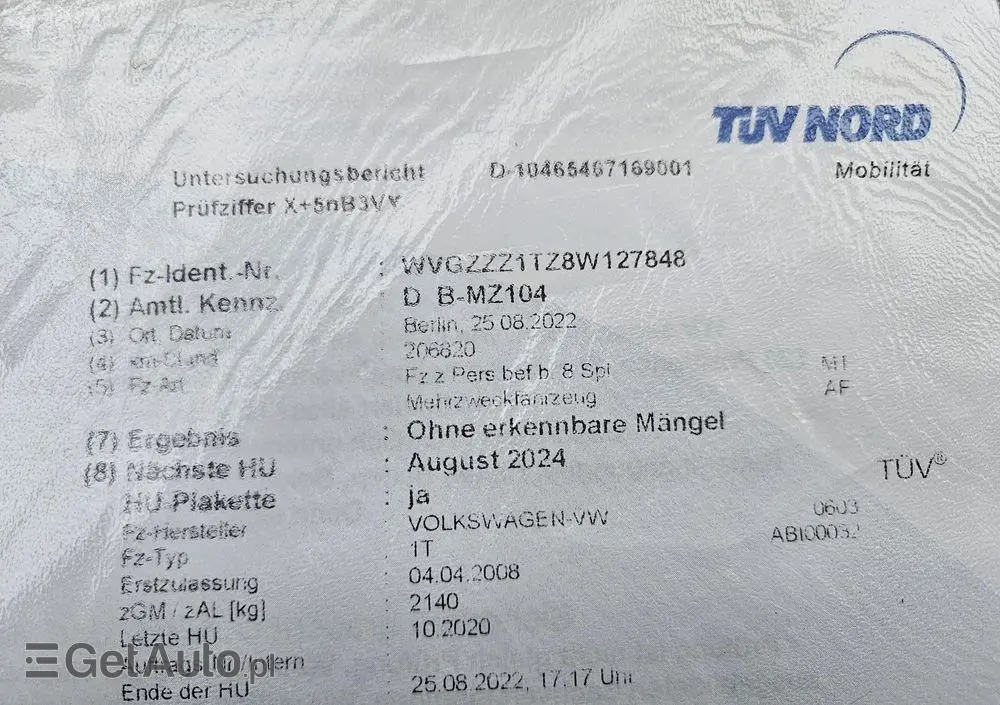 TÜV NORD
Mobilität
Untersuchungsbericht D-10465467169001
Prüfziffer X+5nB3VY
(1) Fz-Ident.-Nr. : WVGZZZ1TZ8W127848
(2) Amtl. Kennz. : D B-MZ104
(3) Ort, Datum : Berlin, 25.08.2022
(4) km-Stand : 206820
(5) Fz-Art : Fz.z.Pers.bef.b. 8 Spl M1
Mehrzweckfahrzeug AF
(7) Ergebnis : Ohne erkennbare Mängel
(8) Nächste HU : August 2024 TÜV®
HU-Plakette : ja
Fz-Hersteller : VOLKSWAGEN-VW 0603
Fz-Typ : 1T
Erstzulassung : 04.04.2008
zGM / zAL [kg] : 2140
Letzte HU : 10.2020
Ende der HU : 25.08.2022, 17.17 Uhr
GetAuto.pl